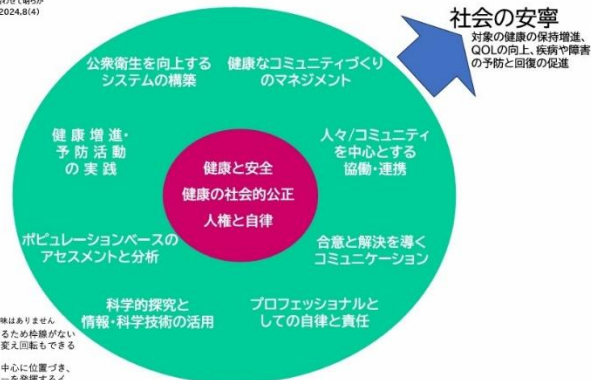 2024.8(4)
社会の安寧
対象の健康の保持増進、
QOLの向上、疾病や障害
の予防と回復の促進
公衆衛生を向上する
システムの構築
健康なコミュニティづくり
のマネジメント
健康増進・
予防活動
の実践
人々/コミュニティ
を中心とする
協働・連携
健康と安全
健康の社会的公正
人権と自律
ポピュレーションベースの
アセスメントと分析
合意と解決を導く
コミュニケーション
科学的探究と
情報・科学技術の活用
プロフェッショナルと
しての自律と責任
味はありません
るため枠線がない
変え回転もできる
中心に位置づき、